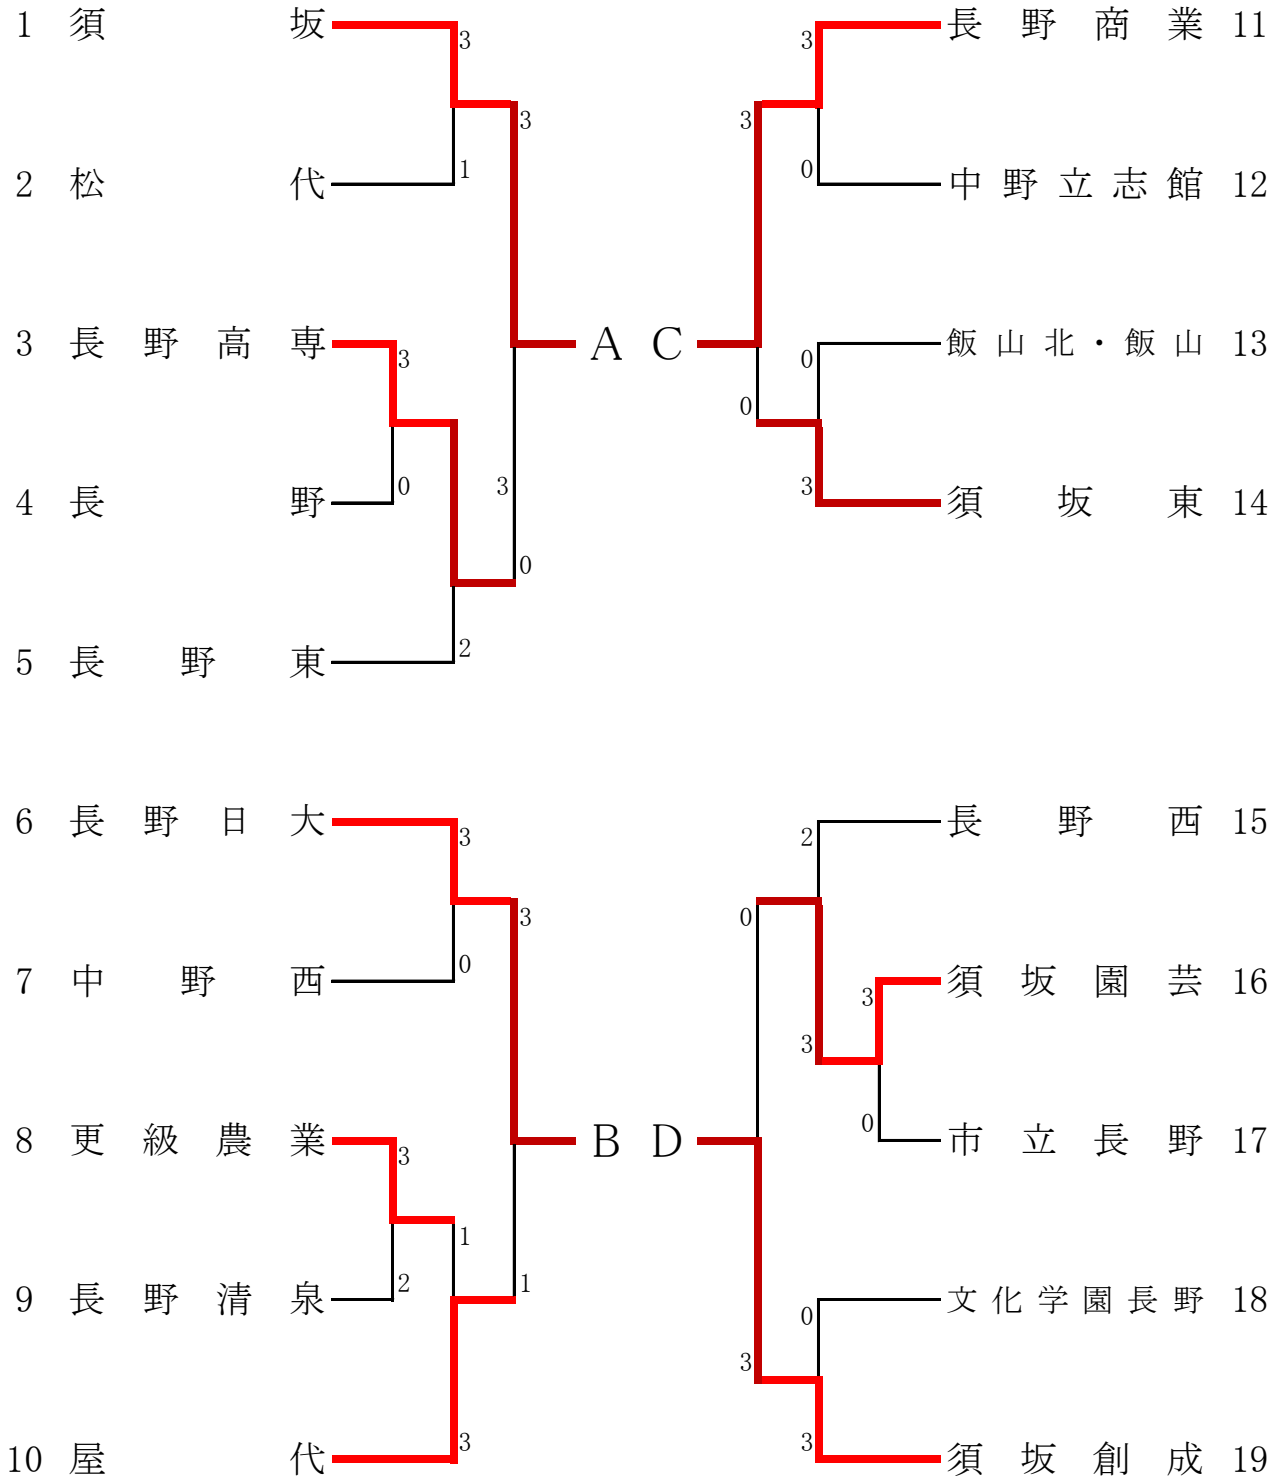 1 須坂
3
3
長野商業 11
3
3
2 松代
1
0
中野立志館 12
3 長野高専
3
A C
0
飯山北・飯山 13
0
4 長野
0
3
3
須坂東 14
0
5 長野東
2
6 長野日大
3
2
長野西 15
3
0
7 中野西
0
3
須坂園芸 16
3
8 更級農業
3
B D
0
市立長野 17
1
9 長野清泉
2
1
0
文化学園長野 18
3
10 屋代
3
3
須坂創成 19